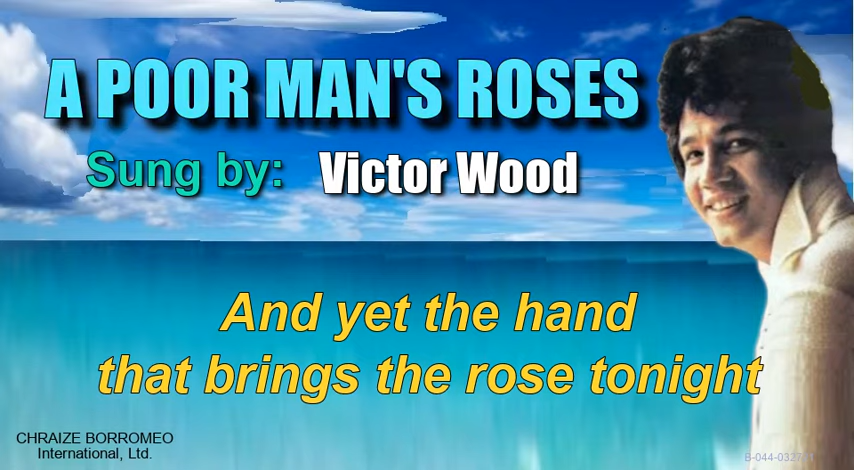 A POOR MAN'S ROSES
Sung by: Victor Wood
And yet the hand
that brings the rose tonight
CHRAIZE BORROMEO
International, Ltd.